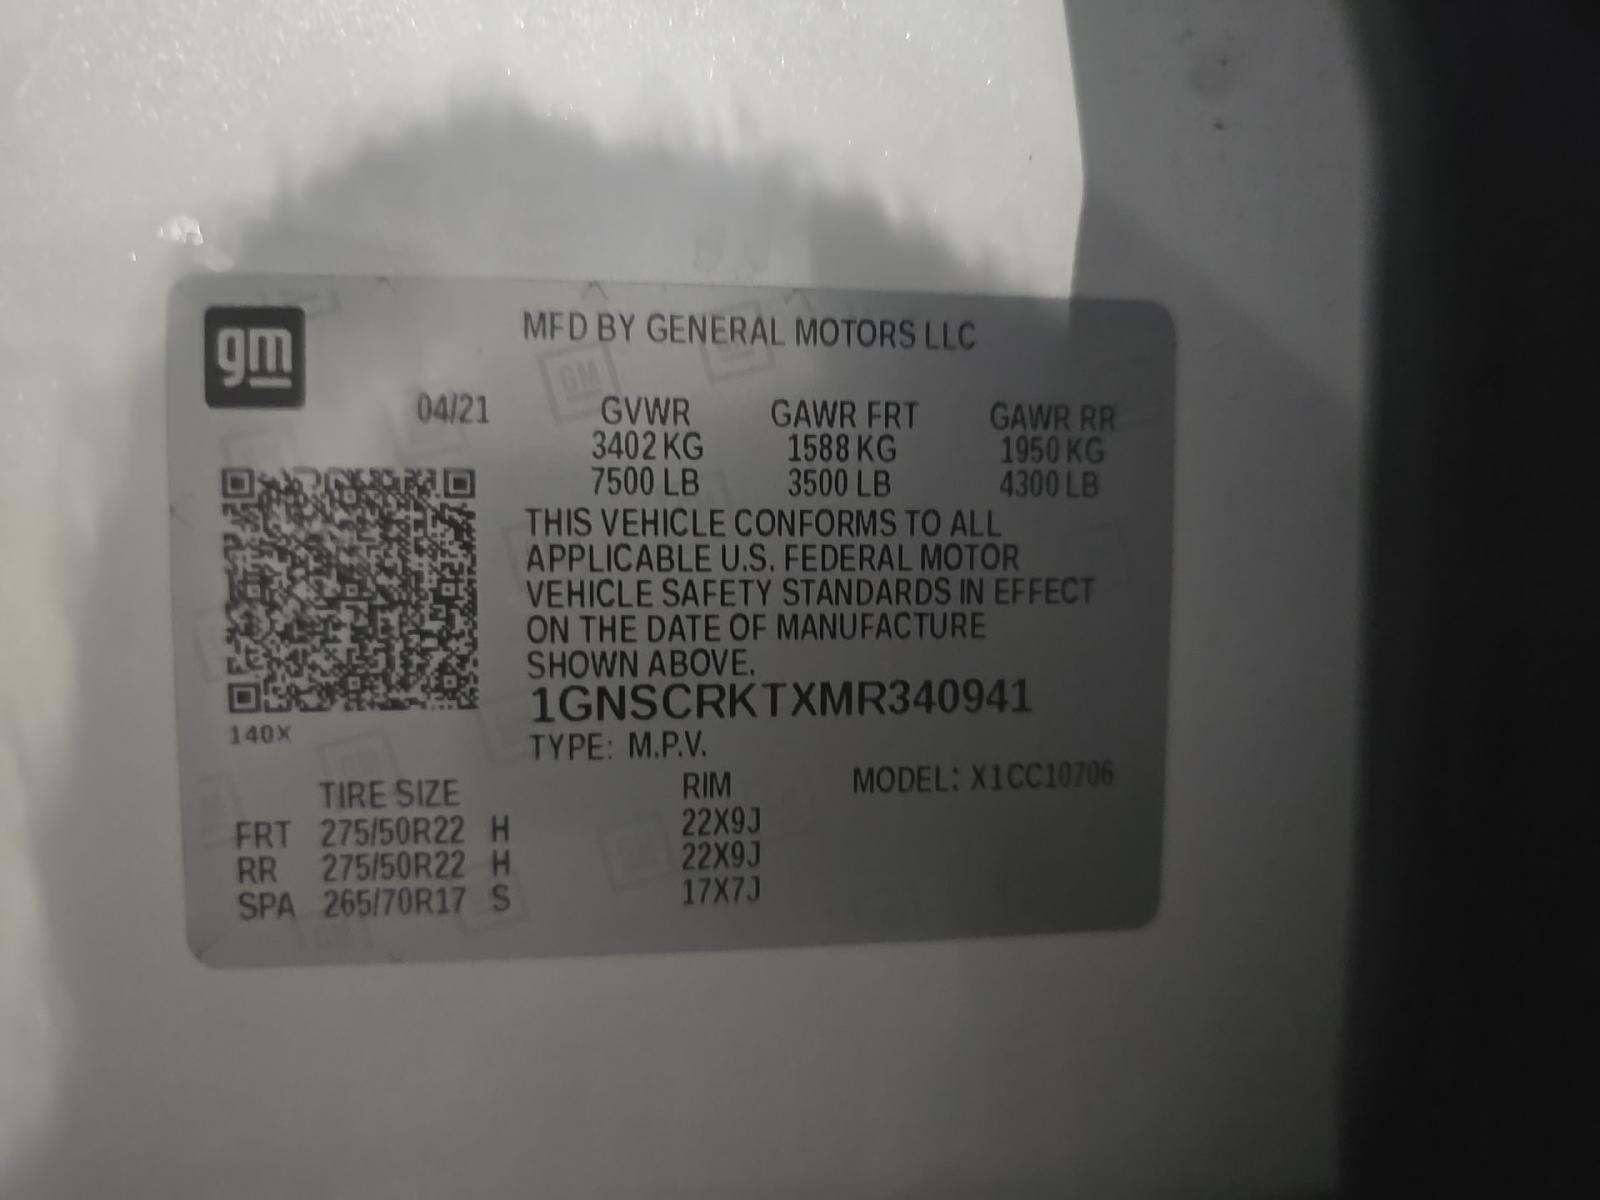 gm
MFD BY GENERAL MOTORS LLC
04/21 GVWR GAWR FRT GAWR RR
3402 KG 1588 KG 1950 KG
7500 LB 3500 LB 4300 LB
THIS VEHICLE CONFORMS TO ALL
APPLICABLE U.S. FEDERAL MOTOR
VEHICLE SAFETY STANDARDS IN EFFECT
ON THE DATE OF MANUFACTURE
SHOWN ABOVE.
1GNSCRKTXMR340941
140X
TYPE: M.P.V.
TIRE SIZE RIM MODEL: X1CC10706
FRT 275/50R22 H 22X9J
RR 275/50R22 H 22X9J
SPA 265/70R17 S 17X7J